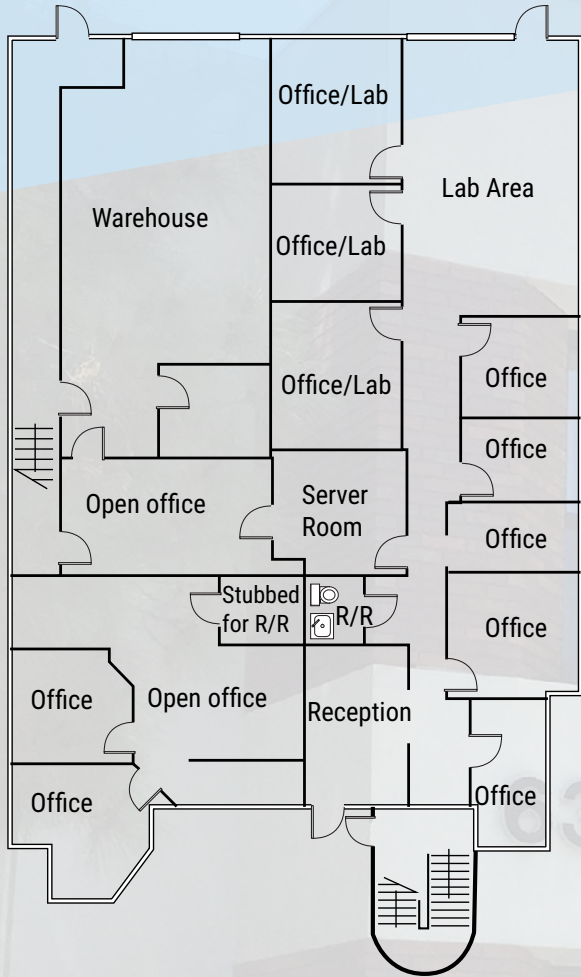 Office/Lab
Lab Area
Warehouse
Office/Lab
Office/Lab
Office
Office
Open office
Server
Room
Office
Stubbed
for R/R
R/R
Office
Office
Open office
Reception
Office
Office
63